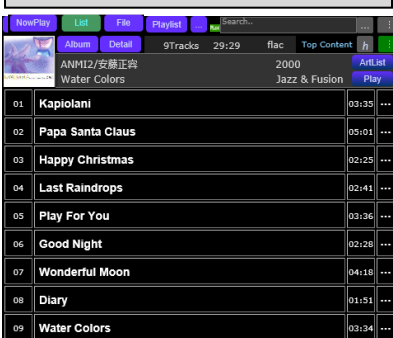 NowPlay List File Playlist ... Search.. ...
Album Detail 9Tracks 29:29 flac Top Content h
ANMI2/安藤正容 2000 ArtList
Water Colors Jazz & Fusion Play
01 Kapiolani 03:35 ...
02 Papa Santa Claus 05:01 ...
03 Happy Christmas 02:25 ...
04 Last Raindrops 02:41 ...
05 Play For You 03:36 ...
06 Good Night 02:28 ...
07 Wonderful Moon 04:18 ...
08 Diary 01:51 ...
09 Water Colors 03:34 ...